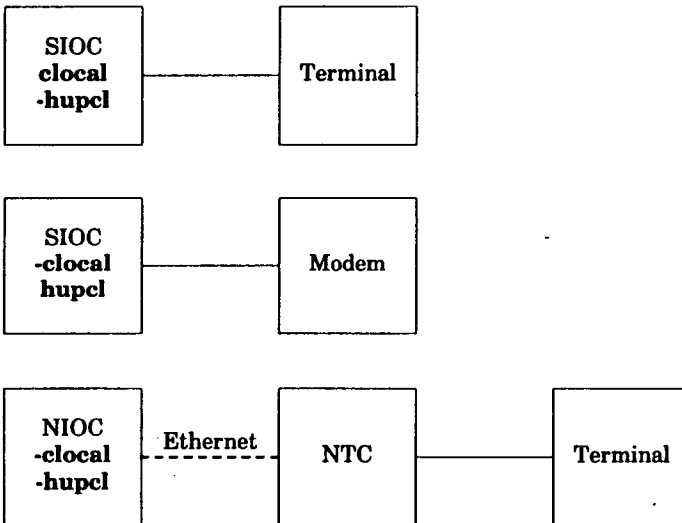 SIOC
clocal
-hupcl
Terminal
SIOC
-clocal
hupcl
Modem
NIOC
-clocal
-hupcl
Ethernet
NTC
Terminal